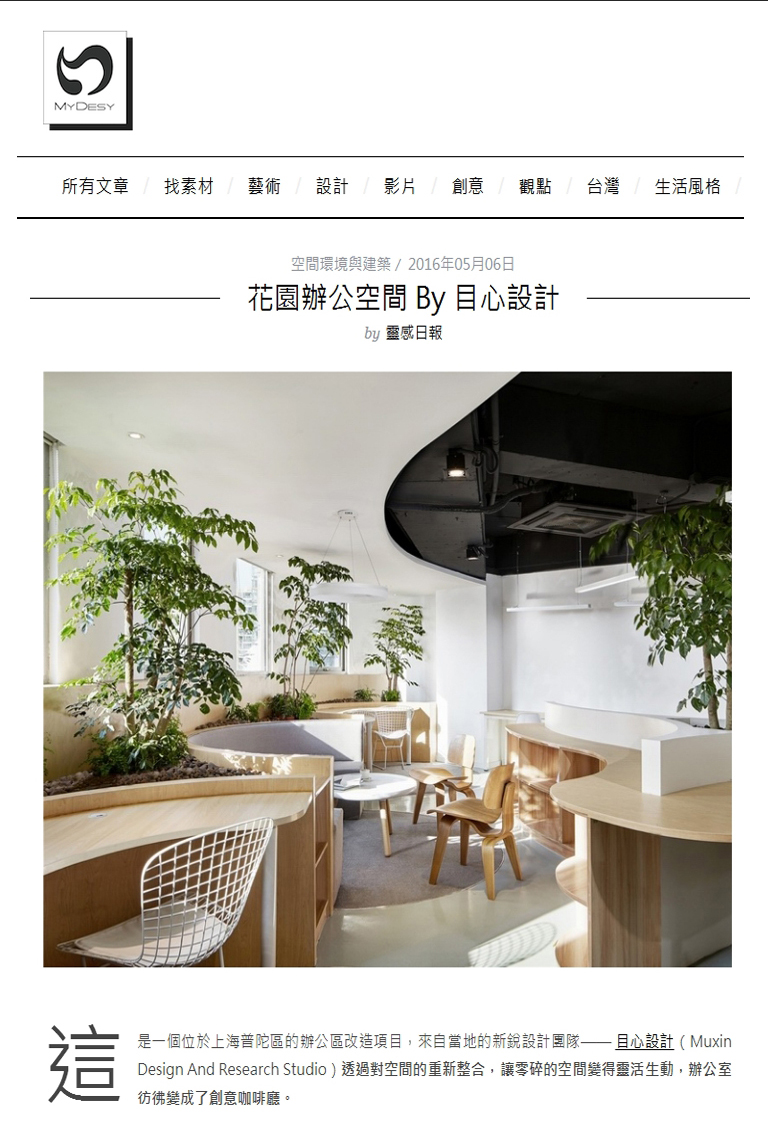 MYDESY
所有文章 / 找素材 / 藝術 / 設計 / 影片 / 創意 / 觀點 / 台灣 / 生活風格 /
空間環境與建築 / 2016年05月06日
花園辦公空間 By 目心設計
by 靈感日報
這是一個位於上海普陀區的辦公區改造項目，來自當地的新銳設計團隊—— 目心設計（Muxin
Design And Research Studio）透過對空間的重新整合，讓零碎的空間變得靈活生動，辦公室
彷彿變成了創意咖啡廳。